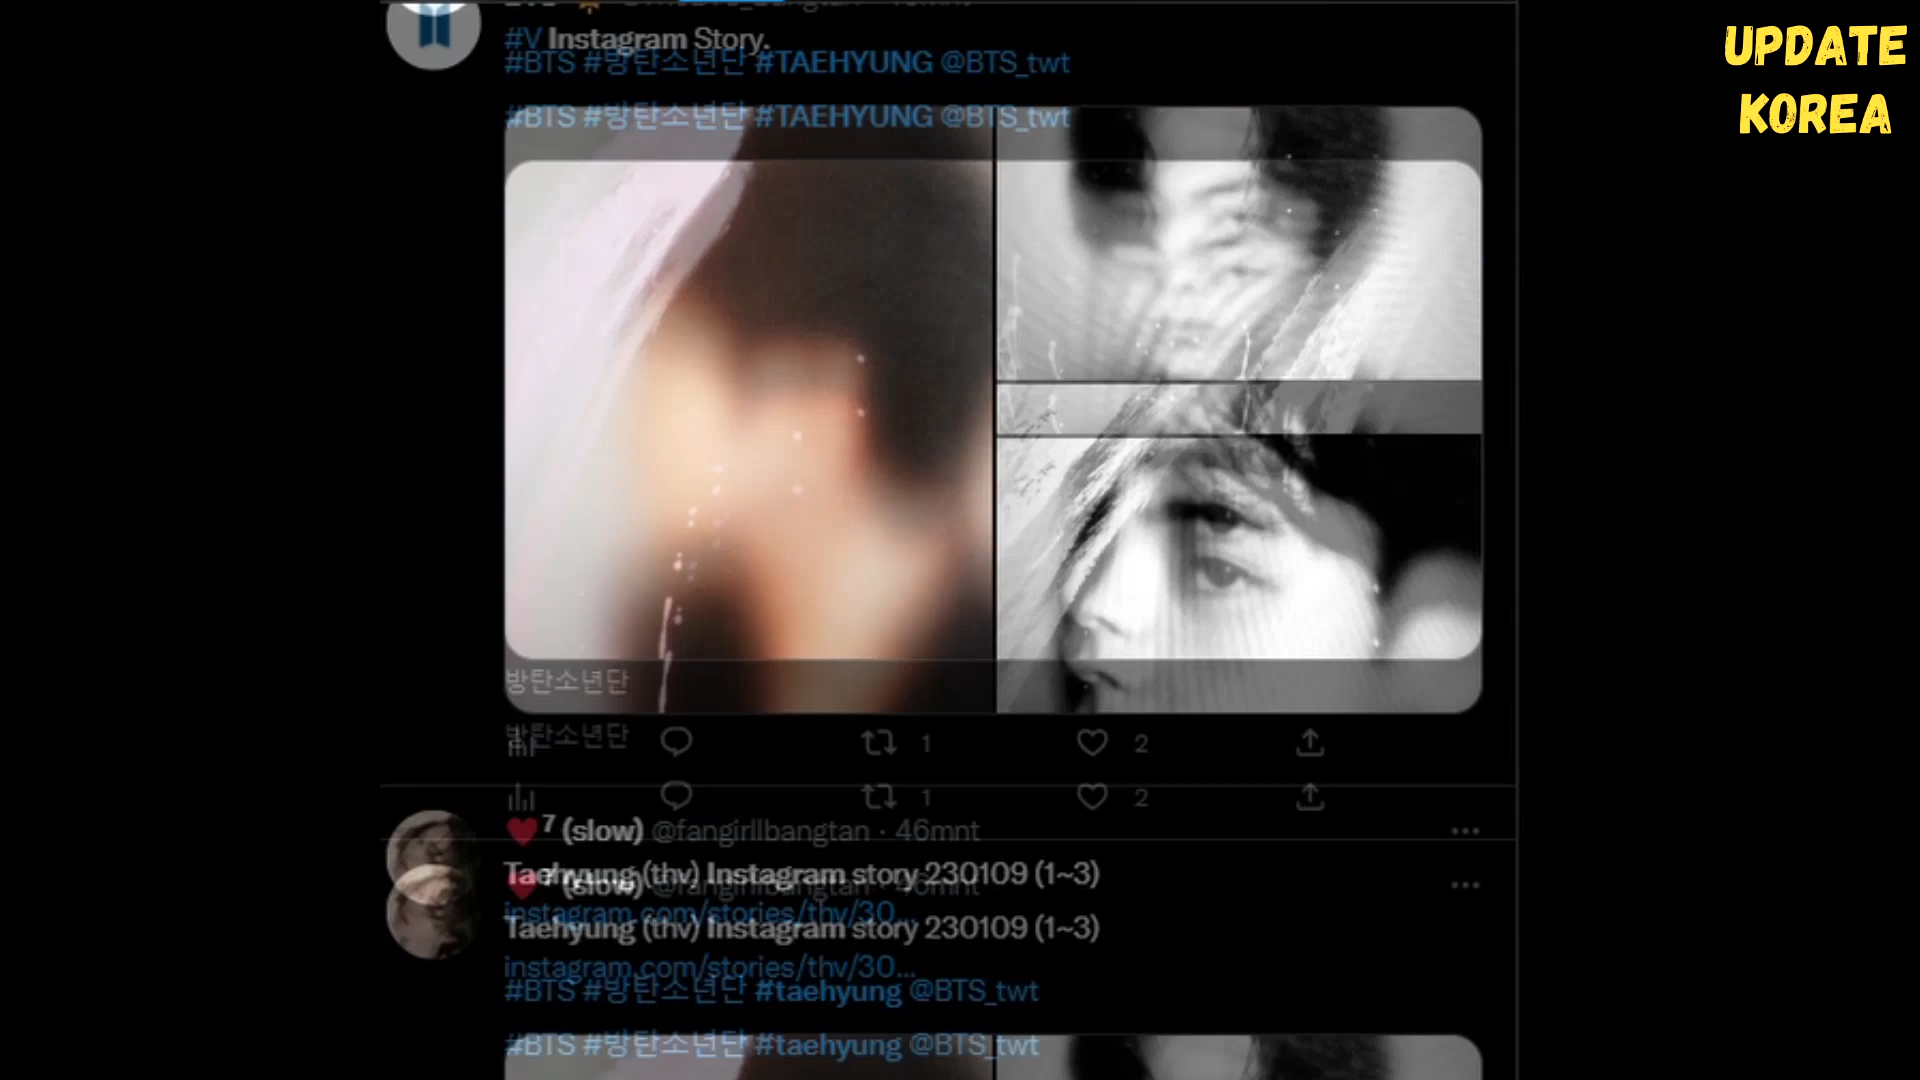 UPDATE
KOREA
#V Instagram Story.
#BTS #방탄소년단 #TAEHYUNG @BTS_twt
#BTS #방탄소년단 #TAEHYUNG @BTS_twt
방탄소년단
방탄소년단
1 2
1 2
7 (slow) @fangirllbangtan · 46mnt
Taehyung (thv) Instagram story 230109 (1~3)
7 (slow) @fangirllbangtan · 46mnt
instagram.com/stories/thv/30...
Taehyung (thv) Instagram story 230109 (1~3)
instagram.com/stories/thv/30...
#BTS #방탄소년단 #taehyung @BTS_twt
#BTS #방탄소년단 #taehyung @BTS_twt